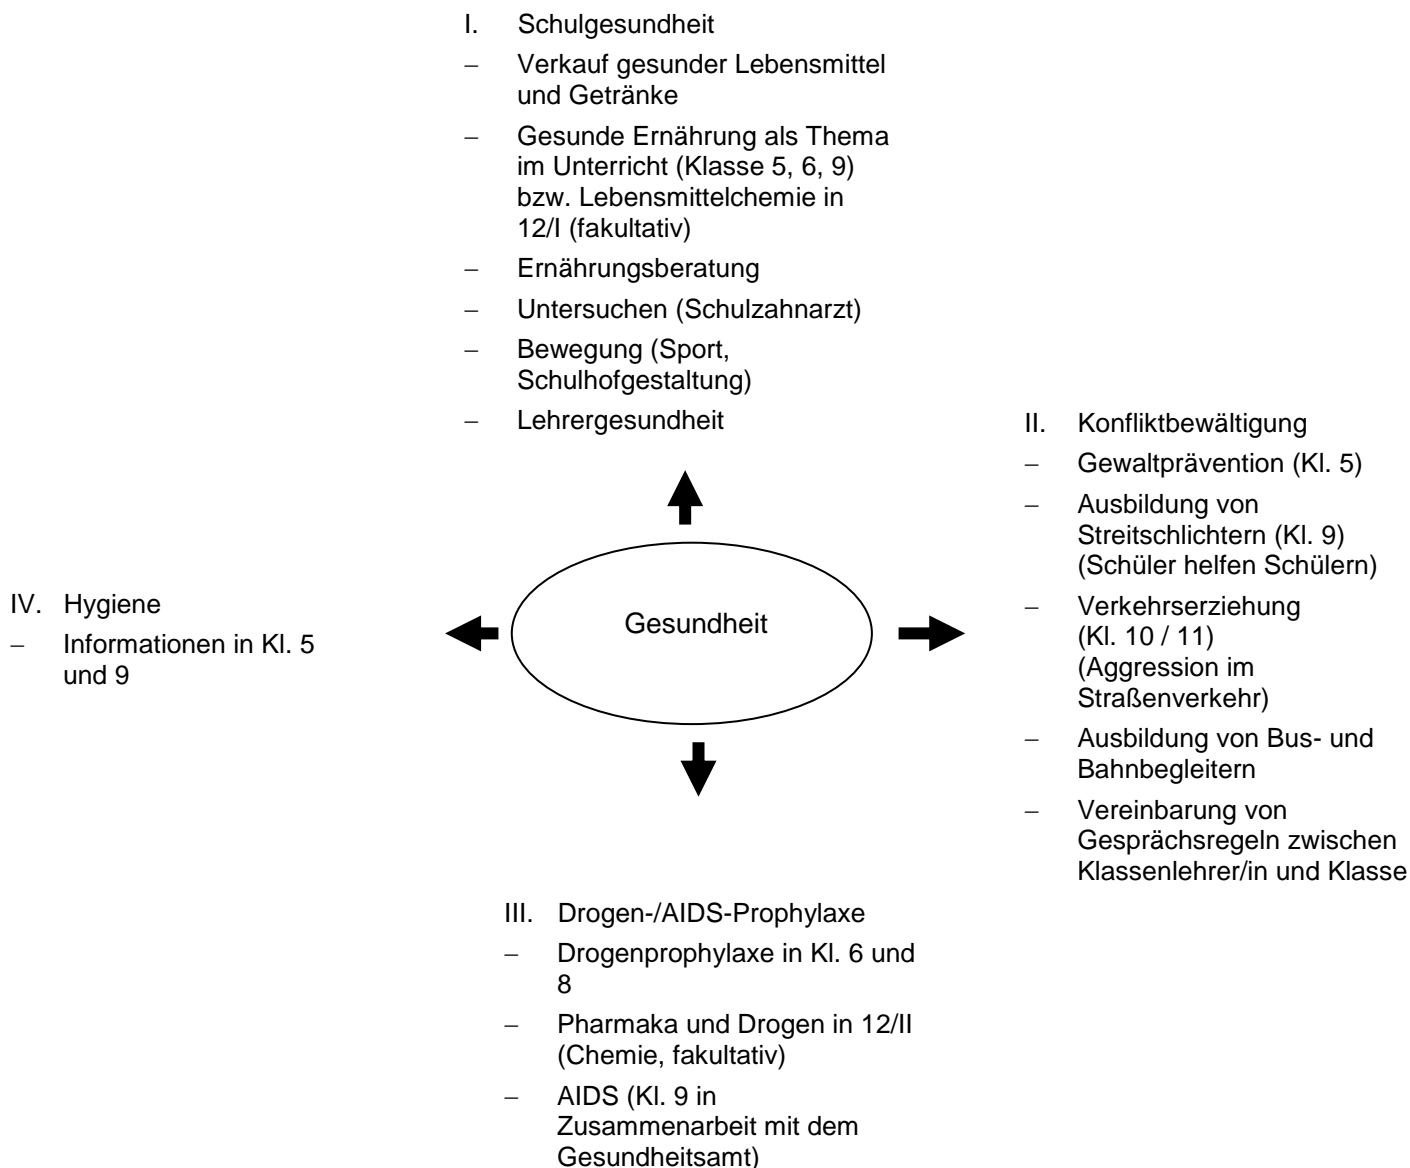 I. Schulgesundheit
– Verkauf gesunder Lebensmittel
und Getränke
– Gesunde Ernährung als Thema
im Unterricht (Klasse 5, 6, 9)
bzw. Lebensmittelchemie in
12/I (fakultativ)
– Ernährungsberatung
– Untersuchen (Schulzahnarzt)
– Bewegung (Sport,
Schulhofgestaltung)
– Lehrergesundheit
II. Konfliktbewältigung
– Gewaltprävention (Kl. 5)
– Ausbildung von
Streitschlichtern (Kl. 9)
(Schüler helfen Schülern)
– Verkehrserziehung
(Kl. 10 / 11)
(Aggression im
Straßenverkehr)
– Ausbildung von Bus- und
Bahnbegleitern
– Vereinbarung von
Gesprächsregeln zwischen
Klassenlehrer/in und Klasse
IV. Hygiene
– Informationen in Kl. 5
und 9
Gesundheit
III. Drogen-/AIDS-Prophylaxe
– Drogenprophylaxe in Kl. 6 und
8
– Pharmaka und Drogen in 12/II
(Chemie, fakultativ)
– AIDS (Kl. 9 in
Zusammenarbeit mit dem
Gesundheitsamt)